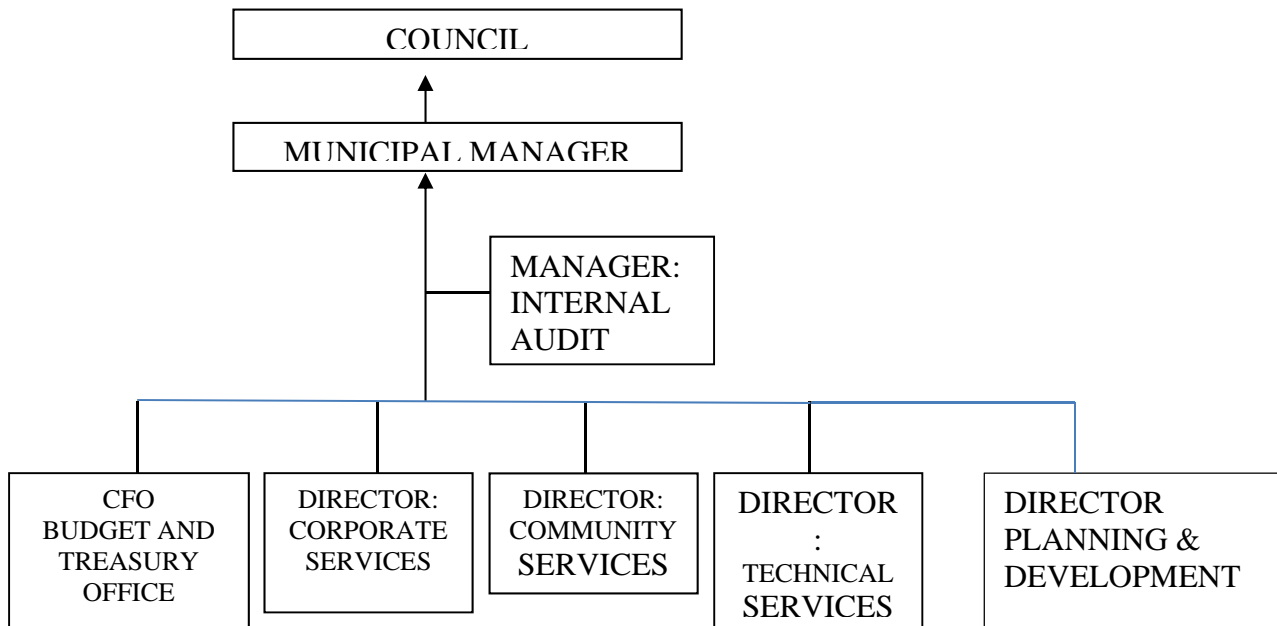 COUNCIL
MUNICIPAL MANAGER
MANAGER:
INTERNAL
AUDIT
CFO
BUDGET AND
TREASURY
OFFICE
DIRECTOR:
CORPORATE
SERVICES
DIRECTOR:
COMMUNITY
SERVICES
DIRECTOR
:
TECHNICAL
SERVICES
DIRECTOR
PLANNING &
DEVELOPMENT